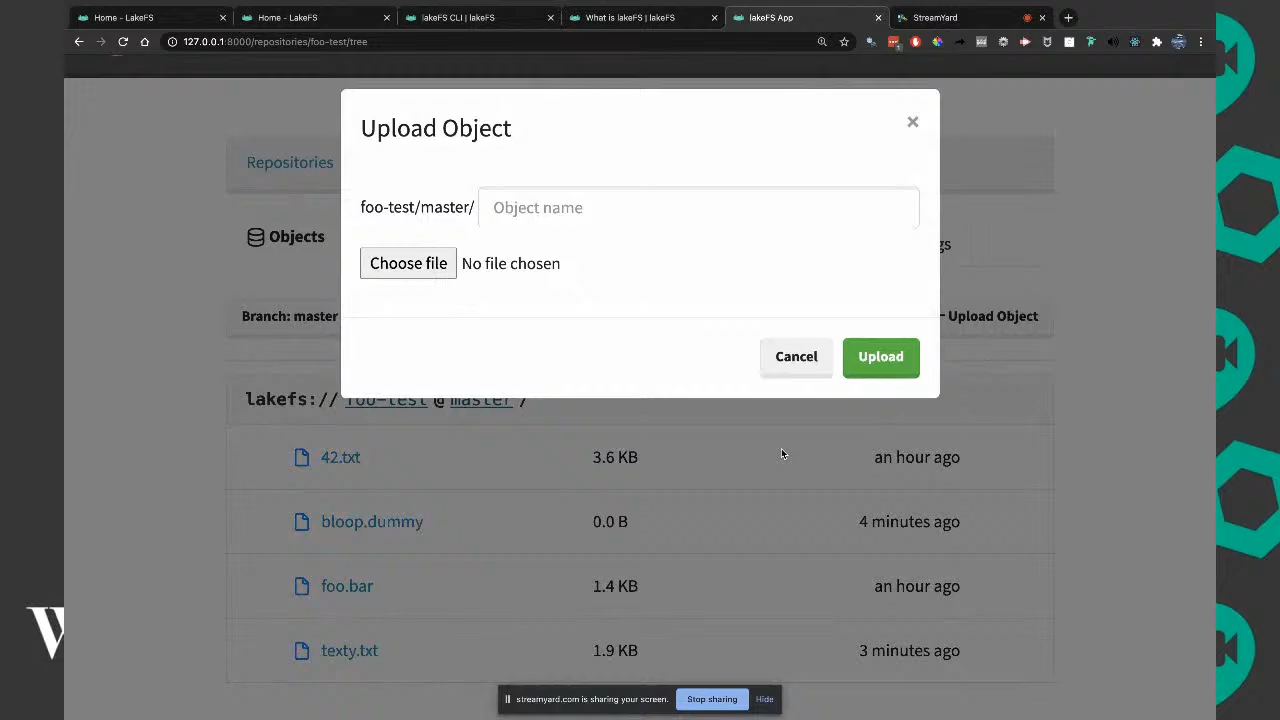 Home - LakeFS
Home - LakeFS
lakeFS CLI | lakeFS
What is lakeFS | lakeFS
lakeFS App
StreamYard
127.0.0.1:8000/repositories/foo-test/tree
Upload Object
Repositories
foo-test/master/ Object name
Objects
gs
Choose file No file chosen
Branch: master
Upload Object
Cancel
Upload
lakefs:// foo-test @ master /
42.txt 3.6 KB an hour ago
bloop.dummy 0.0 B 4 minutes ago
foo.bar 1.4 KB an hour ago
texty.txt 1.9 KB 3 minutes ago
streamyard.com is sharing your screen. Stop sharing Hide